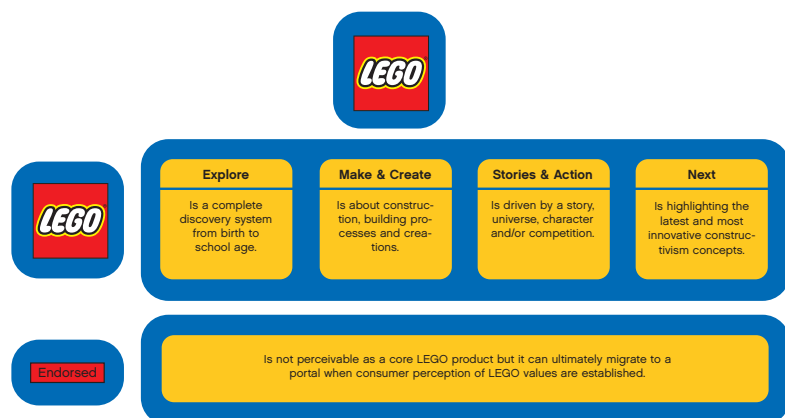 LEGO
LEGO
Explore
Is a complete
discovery system
from birth to
school age.
Make & Create
Is about construc-
tion, building pro-
cesses and crea-
tions.
Stories & Action
Is driven by a story,
universe, character
and/or competition.
Next
Is highlighting the
latest and most
innovative construc-
tivism concepts.
Endorsed
Is not perceivable as a core LEGO product but it can ultimately migrate to a
portal when consumer perception of LEGO values are established.